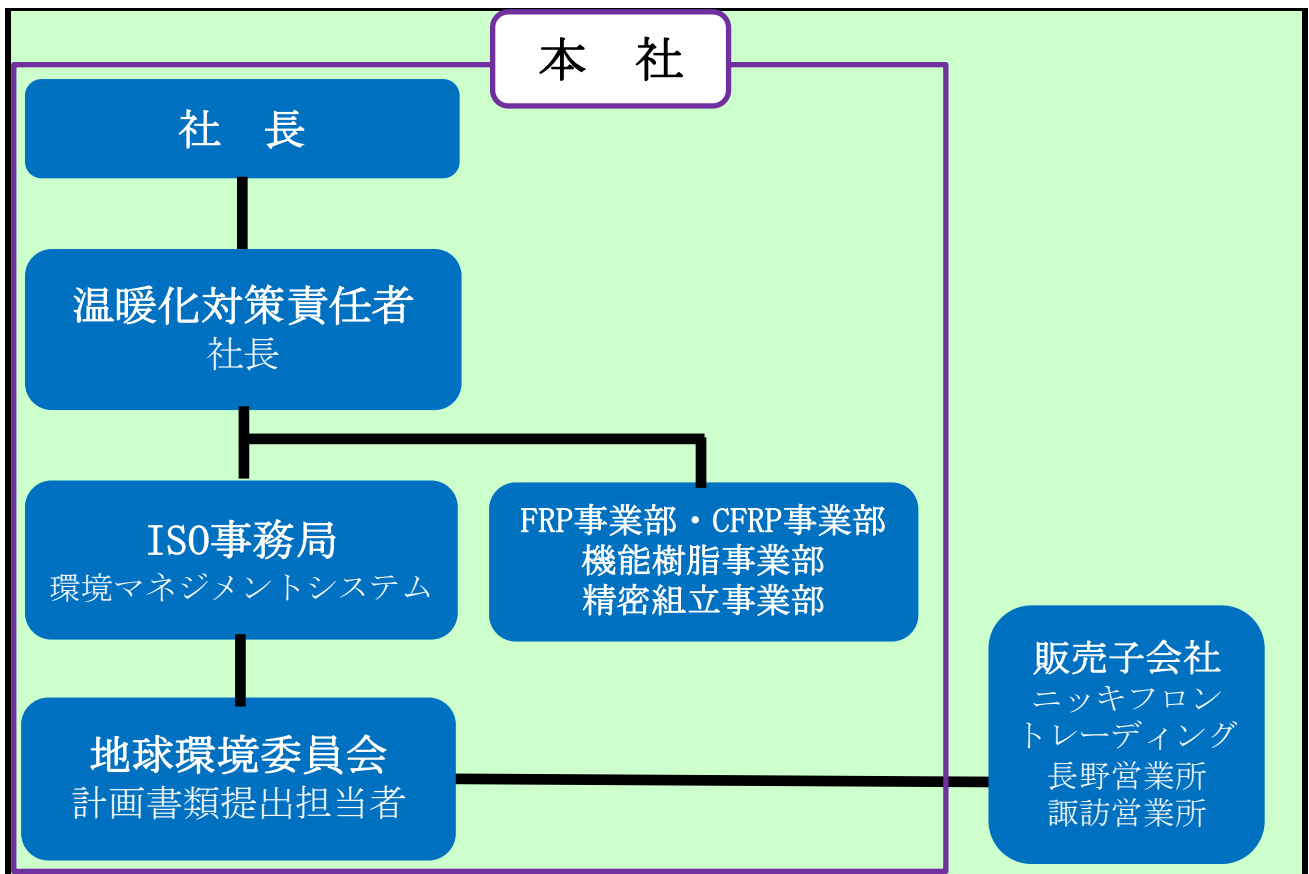 本　社
社　長
温暖化対策責任者
社長
ISO事務局
環境マネジメントシステム
FRP事業部・CFRP事業部
機能樹脂事業部
精密組立事業部
地球環境委員会
計画書類提出担当者
販売子会社
ニッキフロン
トレーディング
長野営業所
諏訪営業所